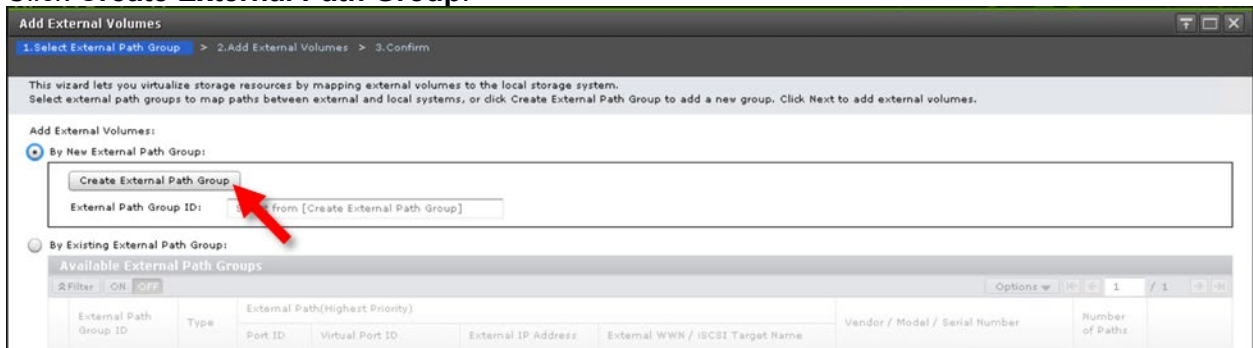 Click Create External Path Group.
Add External Volumes
1.Select External Path Group > 2.Add External Volumes > 3.Confirm
This wizard lets you virtualize storage resources by mapping external volumes to the local storage system.
Select external path groups to map paths between external and local systems, or click Create External Path Group to add a new group. Click Next to add external volumes.
Add External Volumes:
By New External Path Group:
Create External Path Group
External Path Group ID: from [Create External Path Group]
By Existing External Path Group:
Available External Path Groups
Filter ON OFF Options 1 / 1
External Path Group ID Type External Path(Highest Priority) Vendor / Model / Serial Number Number of Paths
Port ID Virtual Port ID External IP Address External WWN / iSCSI Target Name